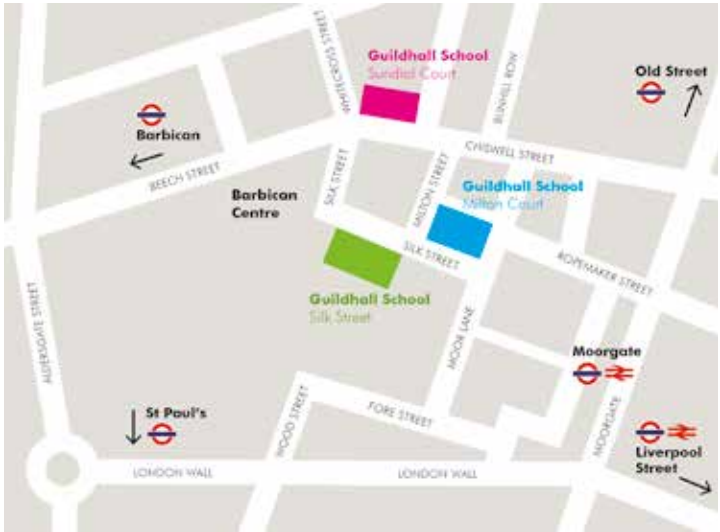 Guildhall School
Sundial Court
WHITECROSS STREET
BUNHILL ROW
Old Street
Barbican
BEECH STREET
SILK STREET
CHISWELL STREET
MILTON STREET
Barbican
Centre
Guildhall School
Milton Court
SILK STREET
ROPEMAKER STREET
Guildhall School
Silk Street
ALDERSGATE STREET
MOOR LANE
Moorgate
St Paul's
WOOD STREET
FORE STREET
MOORGATE
Liverpool
Street
LONDON WALL
LONDON WALL